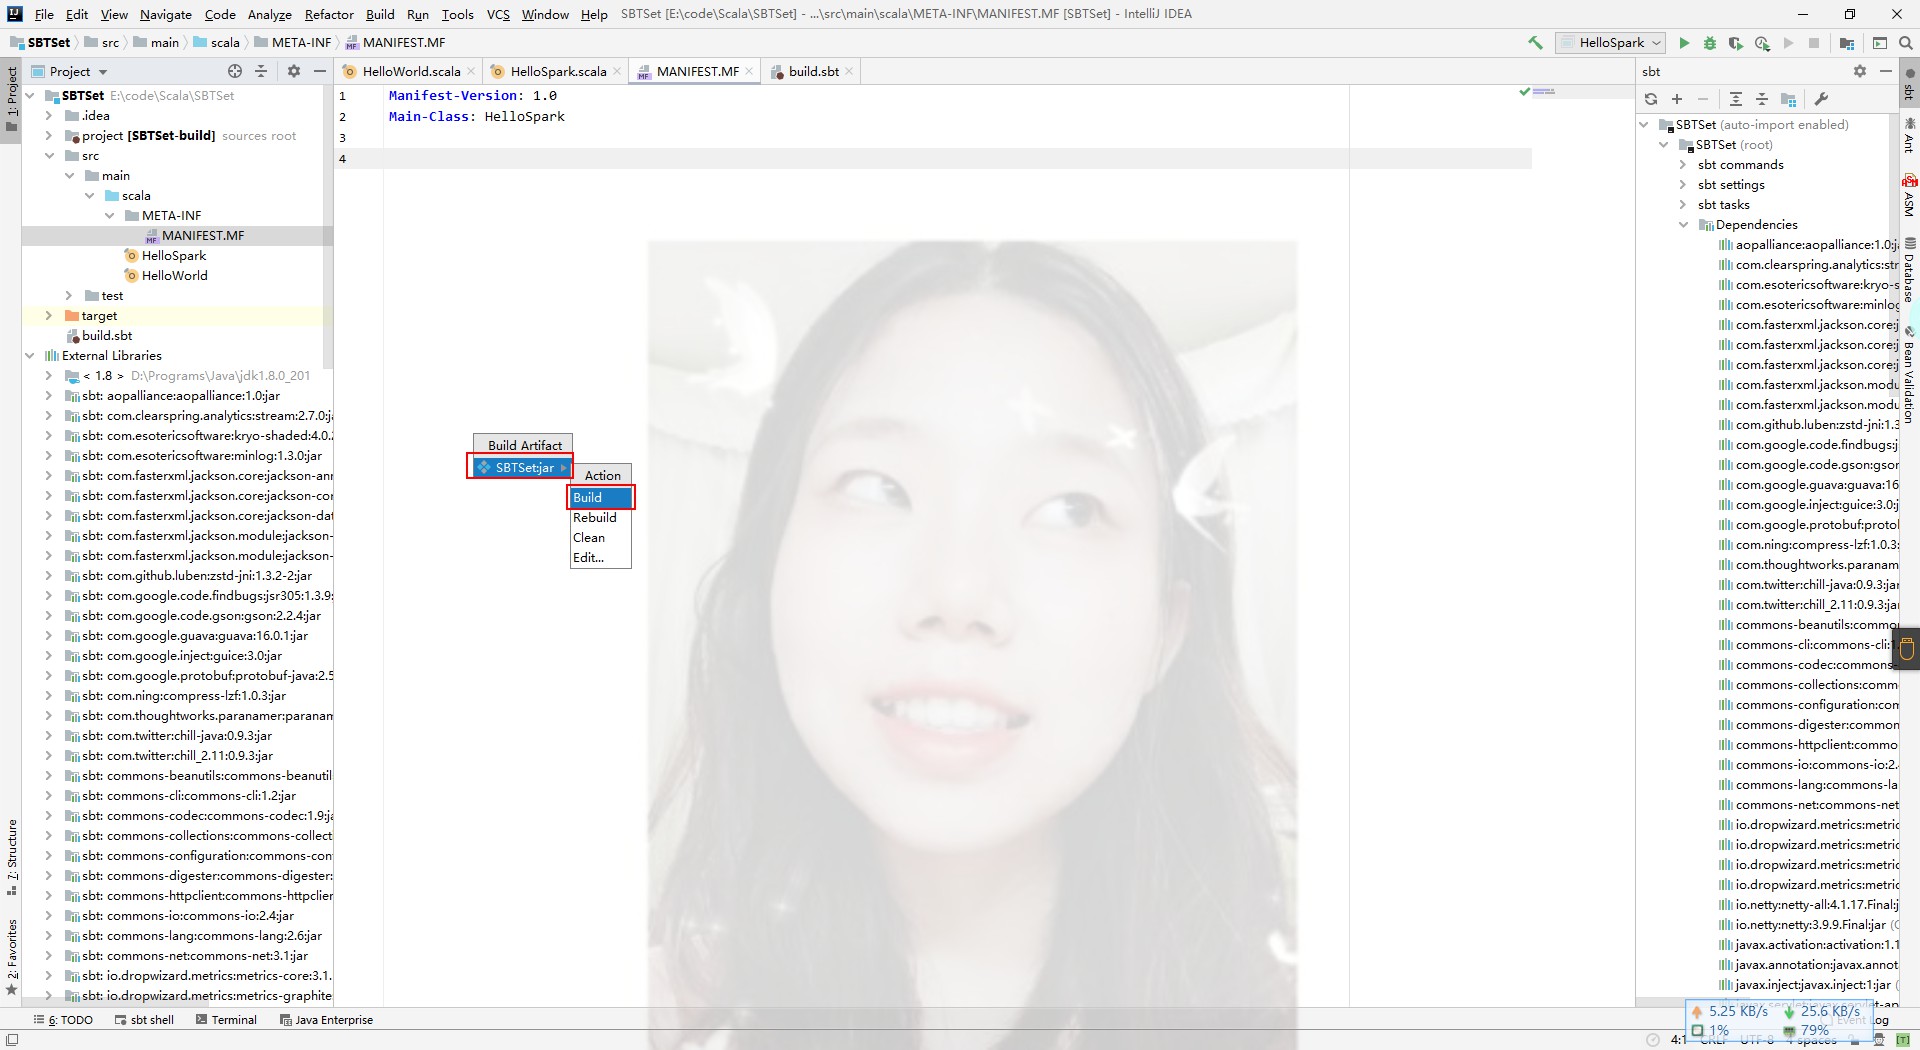 File Edit View Navigate Code Analyze Refactor Build Run Tools VCS Window Help SBTSet [E:\code\Scala\SBTSet] - ...\src\main\scala\META-INF\MANIFEST.MF [SBTSet] - IntelliJ IDEA
SBTSet src main scala META-INF MANIFEST.MF
HelloSpark
1: Project
7: Structure
2: Favorites
Project
SBTSet E:\code\Scala\SBTSet
.idea
project [SBTSet-build] sources root
src
main
scala
META-INF
MANIFEST.MF
HelloSpark
HelloWorld
test
target
build.sbt
External Libraries
< 1.8 > D:\Programs\Java\jdk1.8.0_201
sbt: aopalliance:aopalliance:1.0:jar
sbt: com.clearspring.analytics:stream:2.7.0:ja
sbt: com.esotericsoftware:kryo-shaded:4.0.2
sbt: com.esotericsoftware:minlog:1.3.0:jar
sbt: com.fasterxml.jackson.core:jackson-ann
sbt: com.fasterxml.jackson.core:jackson-cor
sbt: com.fasterxml.jackson.core:jackson-dat
sbt: com.fasterxml.jackson.module:jackson-
sbt: com.fasterxml.jackson.module:jackson-
sbt: com.github.luben:zstd-jni:1.3.2-2:jar
sbt: com.google.code.findbugs:jsr305:1.3.9:
sbt: com.google.code.gson:gson:2.2.4:jar
sbt: com.google.guava:guava:16.0.1:jar
sbt: com.google.inject:guice:3.0:jar
sbt: com.google.protobuf:protobuf-java:2.5
sbt: com.ning:compress-lzf:1.0.3:jar
sbt: com.thoughtworks.paranamer:paranam
sbt: com.twitter:chill-java:0.9.3:jar
sbt: com.twitter:chill_2.11:0.9.3:jar
sbt: commons-beanutils:commons-beanutil
sbt: commons-cli:commons-cli:1.2:jar
sbt: commons-codec:commons-codec:1.9:ja
sbt: commons-collections:commons-collect
sbt: commons-configuration:commons-con
sbt: commons-digester:commons-digester:
sbt: commons-httpclient:commons-httpclier
sbt: commons-io:commons-io:2.4:jar
sbt: commons-lang:commons-lang:2.6:jar
sbt: commons-net:commons-net:3.1:jar
sbt: io.dropwizard.metrics:metrics-core:3.1.
sbt: io.dropwizard.metrics:metrics-graphite
HelloWorld.scala HelloSpark.scala MANIFEST.MF build.sbt
1 Manifest-Version: 1.0
2 Main-Class: HelloSpark
3
4
Build Artifact
SBTSet:jar
Action
Build
Rebuild
Clean
Edit...
sbt
SBTSet (auto-import enabled)
SBTSet (root)
sbt commands
sbt settings
sbt tasks
Dependencies
aopalliance:aopalliance:1.0:ja
com.clearspring.analytics:str
com.esotericsoftware:kryo-s
com.esotericsoftware:minlog
com.fasterxml.jackson.core:j
com.fasterxml.jackson.core:j
com.fasterxml.jackson.core:j
com.fasterxml.jackson.modu
com.fasterxml.jackson.modu
com.github.luben:zstd-jni:1.3
com.google.code.findbugs:j
com.google.code.gson:gson
com.google.guava:guava:16
com.google.inject:guice:3.0:j
com.google.protobuf:protol
com.ning:compress-lzf:1.0.3:
com.thoughtworks.paranam
com.twitter:chill-java:0.9.3:jar
com.twitter:chill_2.11:0.9.3:jar
commons-beanutils:commo
commons-cli:commons-cli:1.
commons-codec:commons-
commons-collections:comm
commons-configuration:con
commons-digester:common
commons-httpclient:commo
commons-io:commons-io:2.
commons-lang:commons-la
commons-net:commons-net
io.dropwizard.metrics:metric
io.dropwizard.metrics:metric
io.dropwizard.metrics:metric
io.dropwizard.metrics:metric
io.netty:netty-all:4.1.17.Final:j
io.netty:netty:3.9.9.Final:jar (C
javax.activation:activation:1.1
javax.annotation:javax.annot
javax.inject:javax.inject:1:jar (
javax.servlet:javax.servlet-ap
sbt
Ant
ASM
Database
Bean Validation
6: TODO sbt shell Terminal Java Enterprise
Event Log
5.25 KB/s 25.6 KB/s
1% 79%
4:1 CRLF UTF-8 4 spaces